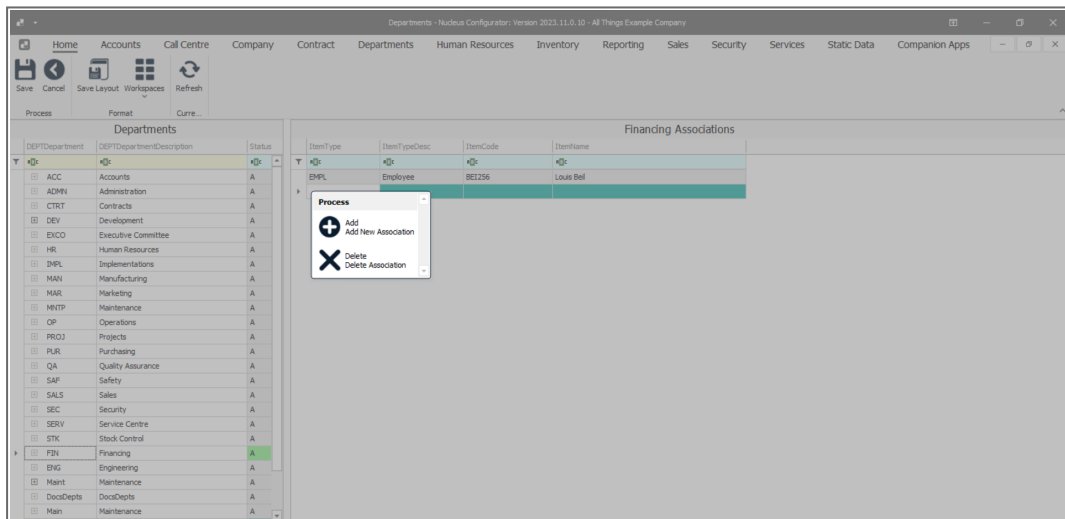 Departments - Nucleus Configurator: Version 2023.11.0.10 - All Things Example Company
Home Accounts Call Centre Company Contract Departments Human Resources Inventory Reporting Sales Security Services Static Data Companion Apps
Save Cancel Save Layout Workspaces Refresh
Process Format Curre...
Departments
DEPTDepartment DEPTDepartmentDescription Status
ACC Accounts A
ADMN Administration A
CTRT Contracts A
DEV Development A
EXCO Executive Committee A
HR Human Resources A
IMPL Implementations A
MAN Manufacturing A
MAR Marketing A
MNTP Maintenance A
OP Operations A
PROJ Projects A
PUR Purchasing A
QA Quality Assurance A
SAF Safety A
SALS Sales A
SEC Security A
SERV Service Centre A
STK Stock Control A
FIN Financing A
ENG Engineering A
Maint Maintenance A
DocsDepts DocsDepts A
Main Maintenance A
Financing Associations
ItemType ItemTypeDesc ItemCode ItemName
EMPL Employee BEI256 Louis Beil
Process
Add
Add New Association
Delete
Delete Association